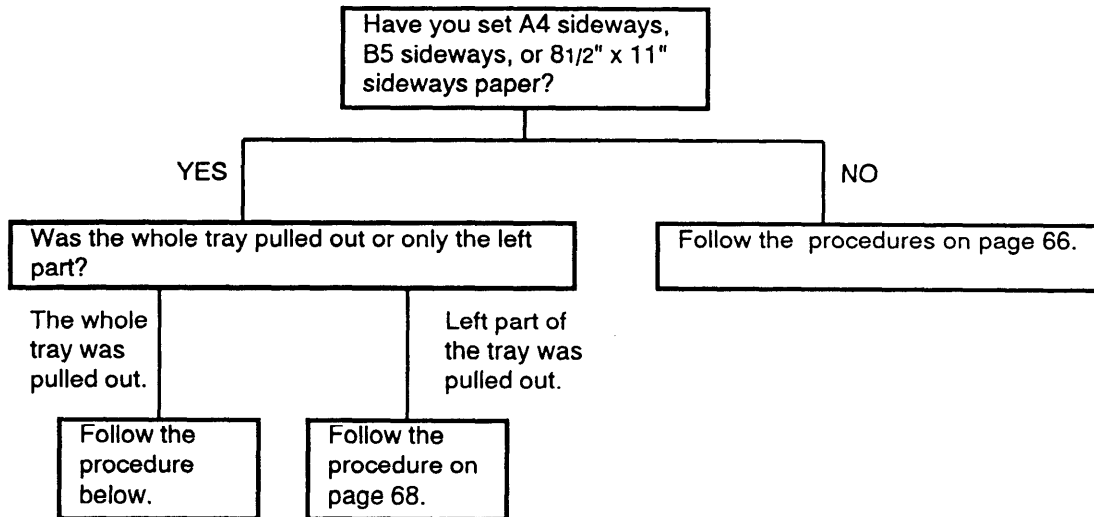 Have you set A4 sideways,
B5 sideways, or 81/2" x 11"
sideways paper?
YES
NO
Was the whole tray pulled out or only the left
part?
Follow the procedures on page 66.
The whole
tray was
pulled out.
Left part of
the tray was
pulled out.
Follow the
procedure
below.
Follow the
procedure on
page 68.